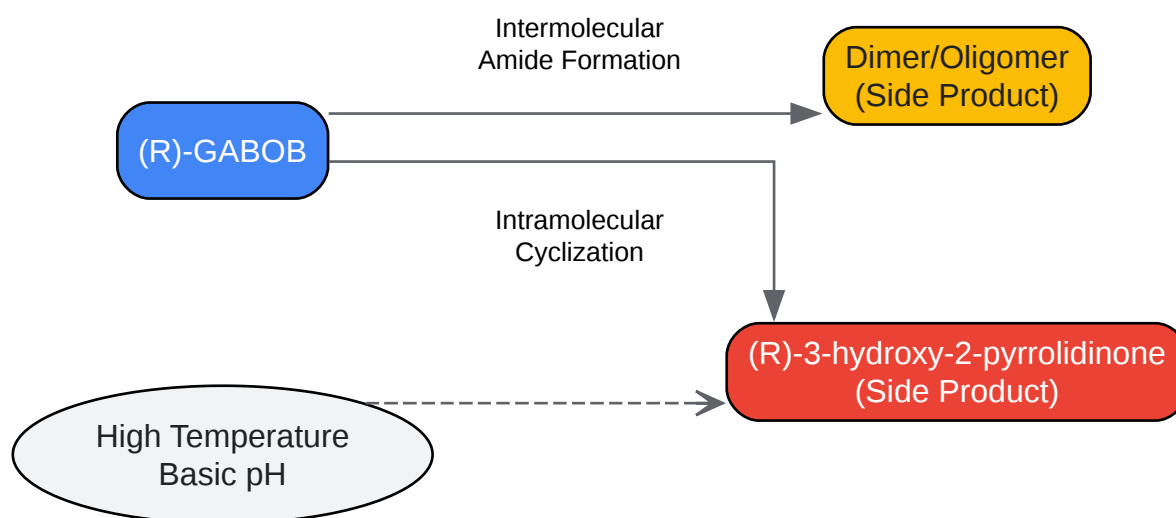 Intermolecular
Amide Formation
Dimer/Oligomer
(Side Product)
(R)-GABOB
Intramolecular
Cyclization
(R)-3-hydroxy-2-pyrrolidinone
(Side Product)
High Temperature
Basic pH